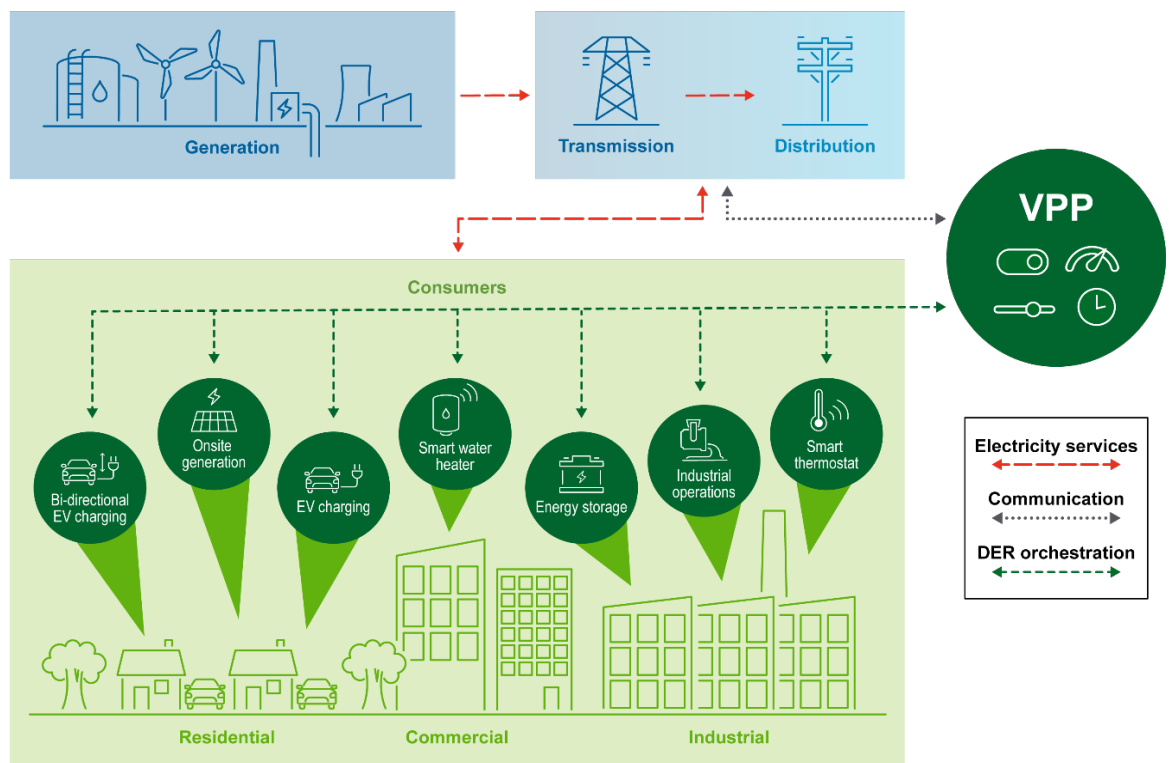 Generation
Transmission
Distribution
VPP
Consumers
Bi-directional
EV charging
Onsite
generation
EV charging
Smart water
heater
Energy storage
Industrial
operations
Smart
thermostat
Residential
Commercial
Industrial
Electricity services
Communication
DER orchestration